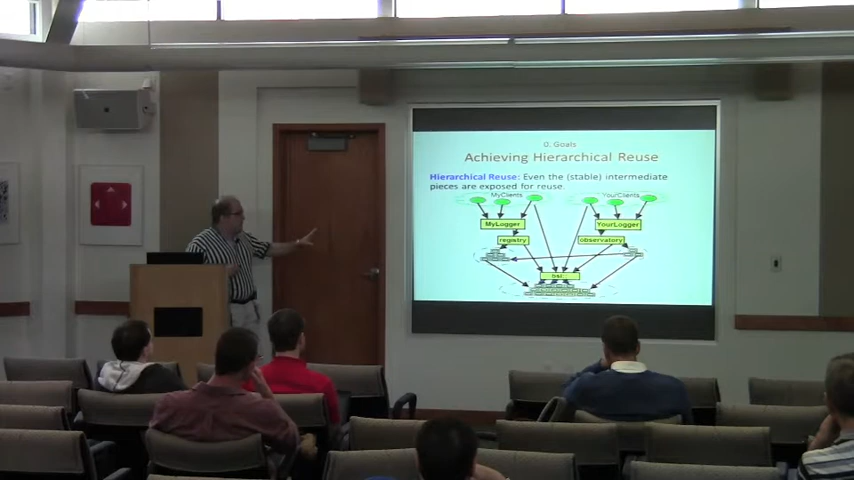 0. Goals
Achieving Hierarchical Reuse
Hierarchical Reuse: Even the (stable) intermediate
pieces are exposed for reuse.
MyClients YourClients
MyLogger YourLogger
registry observatory
bsl::